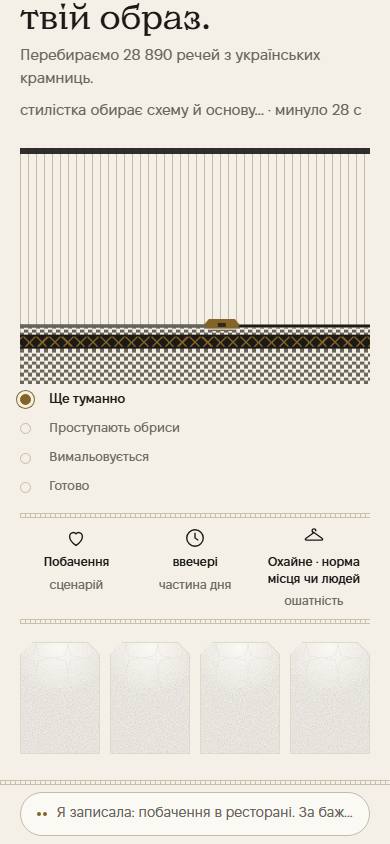 твій образ.
Перебираємо 28 890 речей з українських
крамниць.
стилістка обирає схему й основу... · минуло 28 с
Ще туманно
Проступають обриси
Вимальовується
Готово
Побачення
сценарій
ввечері
частина дня
Охайне · норма
місця чи людей
ошатність
Я записала: побачення в ресторані. За баж...